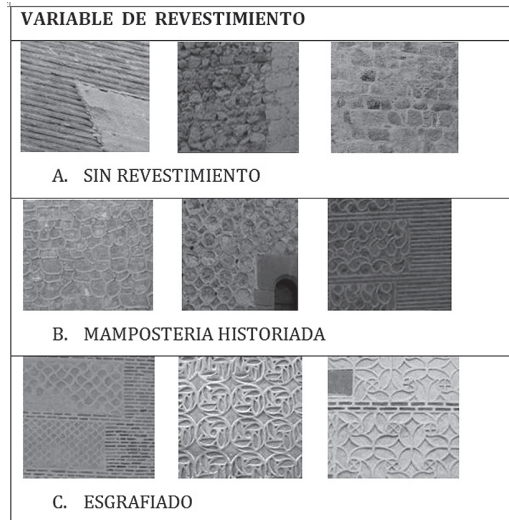 VARIABLE DE REVESTIMIENTO
A. SIN REVESTIMIENTO
B. MAMPOSTERIA HISTORIADA
C. ESGRAFIADO